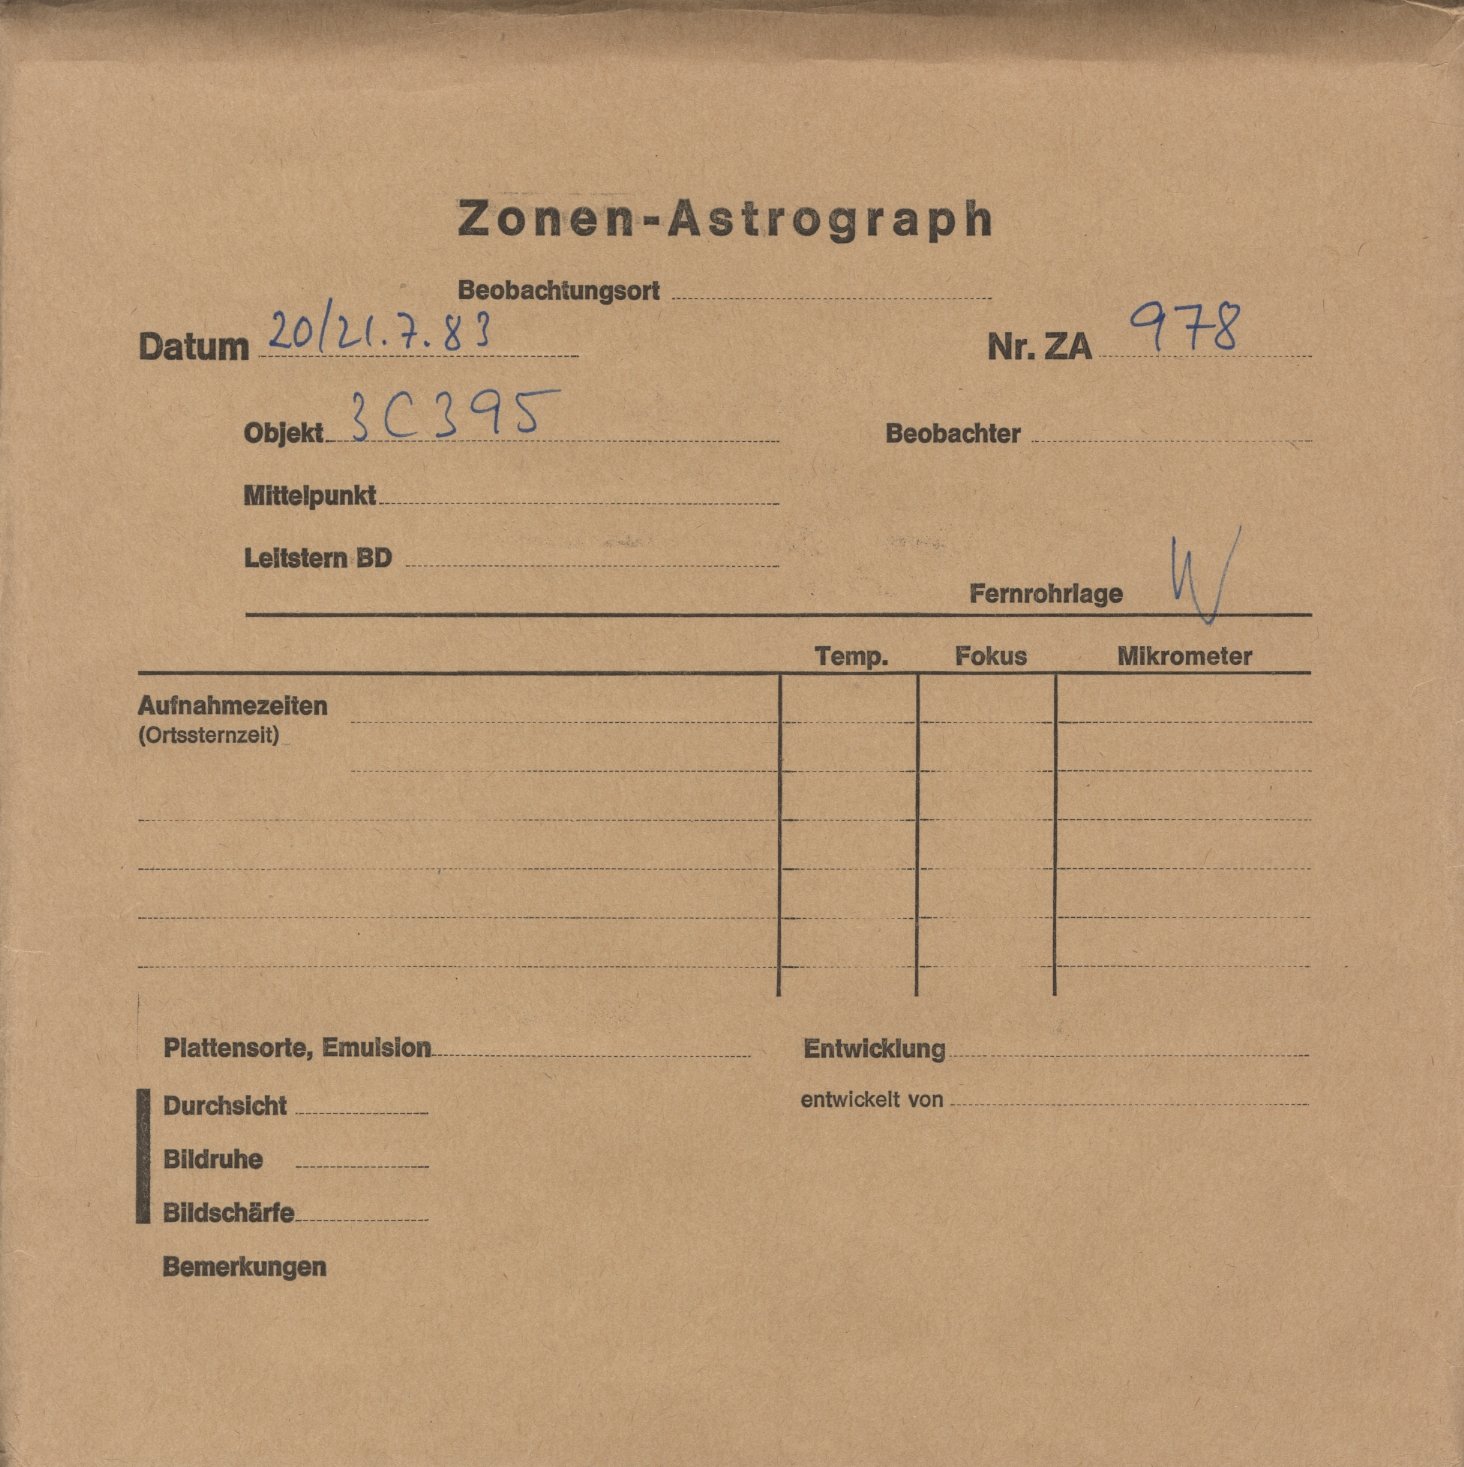 Zonen-Astrograph
Beobachtungsort
Datum 20/21.7.83 Nr. ZA 978
Objekt 3C395 Beobachter
Mittelpunkt
Leitstern BD
Fernrohrlage W
Temp. Fokus Mikrometer
Aufnahmezeiten
(Ortssternzeit)
Plattensorte, Emulsion Entwicklung
Durchsicht entwickelt von
Bildruhe
Bildschärfe
Bemerkungen